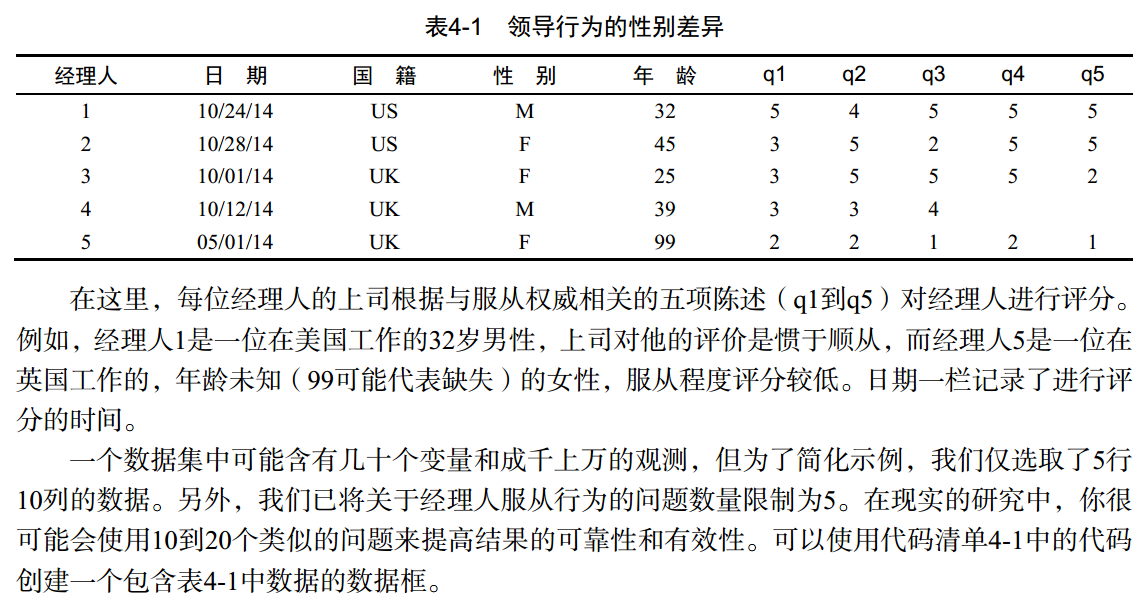 表4-1 领导行为的性别差异
经理人 日 期 国 籍 性 别 年 龄 q1 q2 q3 q4 q5
1 10/24/14 US M 32 5 4 5 5 5
2 10/28/14 US F 45 3 5 2 5 5
3 10/01/14 UK F 25 3 5 5 5 2
4 10/12/14 UK M 39 3 3 4
5 05/01/14 UK F 99 2 2 1 2 1
在这里，每位经理人的上司根据与服从权威相关的五项陈述（q1到q5）对经理人进行评分。
例如，经理人1是一位在美国工作的32岁男性，上司对他的评价是惯于顺从，而经理人5是一位在
英国工作的，年龄未知（99可能代表缺失）的女性，服从程度评分较低。日期一栏记录了进行评
分的时间。
一个数据集中可能含有几十个变量和成千上万的观测，但为了简化示例，我们仅选取了5行
10列的数据。另外，我们已将关于经理人服从行为的问题数量限制为5。在现实的研究中，你很
可能会使用10到20个类似的问题来提高结果的可靠性和有效性。可以使用代码清单4-1中的代码
创建一个包含表4-1中数据的数据框。